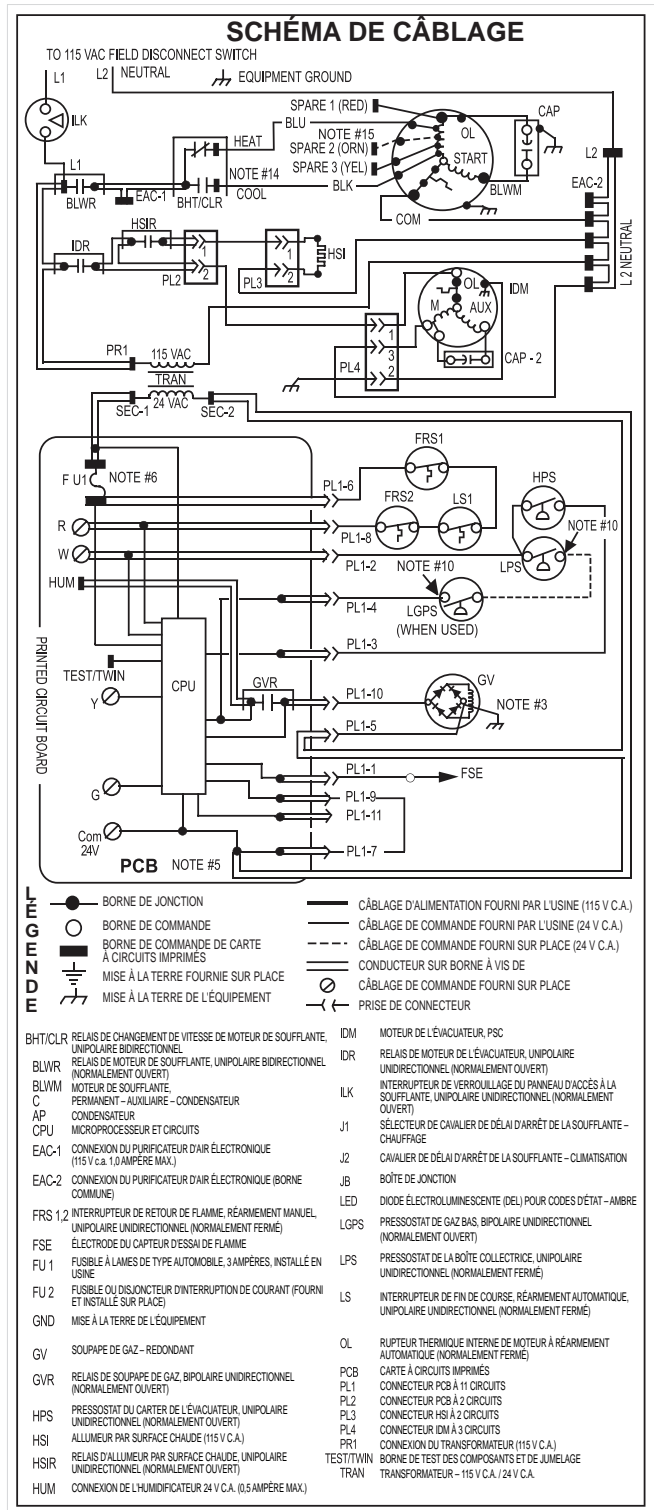 SCHÉMA DE CÂBLAGE
TO 115 VAC FIELD DISCONNECT SWITCH
L1
L2 NEUTRAL
EQUIPMENT GROUND
ILK
SPARE 1 (RED)
BLU
NOTE #15
SPARE 2 (ORN)
SPARE 3 (YEL)
BLK
HEAT
NOTE #14
COOL
BHT/CLR
L1
BLWR
EAC-1
OL
START
BLWM
CAP
COM
L2
EAC-2
L 2 NEUTRAL
IDR
HSIR
1
2
PL2
1
2
PL3
HSI
OL
M
AUX
IDM
CAP - 2
1
3
2
PL4
PR1
115 VAC
TRAN
24 VAC
SEC-1
SEC-2
F U1
NOTE #6
R
W
HUM
TEST/TWIN
Y
CPU
G
Com
24V
PCB
NOTE #5
PRINTED CIRCUIT BOARD
GVR
PL1-6
PL1-8
PL1-2
PL1-4
PL1-3
PL1-10
PL1-5
PL1-1
PL1-9
PL1-11
PL1-7
FRS1
FRS2
LS1
HPS
NOTE #10
LPS
NOTE #10
LGPS
(WHEN USED)
GV
NOTE #3
FSE
LÉGENDE
BORNE DE JONCTION
BORNE DE COMMANDE
BORNE DE COMMANDE DE CARTE
À CIRCUITS IMPRIMÉS
MISE À LA TERRE FOURNIE SUR PLACE
MISE À LA TERRE DE L'ÉQUIPEMENT
CÂBLAGE D'ALIMENTATION FOURNI PAR L'USINE (115 V C.A.)
CÂBLAGE DE COMMANDE FOURNI PAR L'USINE (24 V C.A.)
CÂBLAGE DE COMMANDE FOURNI SUR PLACE (24 V C.A.)
CONDUCTEUR SUR BORNE À VIS DE
CÂBLAGE DE COMMANDE FOURNI SUR PLACE
PRISE DE CONNECTEUR
BHT/CLR RELAIS DE CHANGEMENT DE VITESSE DE MOTEUR DE SOUFFLANTE,
UNIPOLAIRE BIDIRECTIONNEL
BLWR RELAIS DE MOTEUR DE SOUFFLANTE, UNIPOLAIRE BIDIRECTIONNEL
(NORMALEMENT OUVERT)
BLWM MOTEUR DE SOUFFLANTE,
C PERMANENT – AUXILIAIRE – CONDENSATEUR
AP CONDENSATEUR
CPU MICROPROCESSEUR ET CIRCUITS
EAC-1 CONNEXION DU PURIFICATEUR D'AIR ÉLECTRONIQUE
(115 V c.a. 1,0 AMPÈRE MAX.)
EAC-2 CONNEXION DU PURIFICATEUR D'AIR ÉLECTRONIQUE (BORNE
COMMUNE)
FRS 1,2 INTERRUPTEUR DE RETOUR DE FLAMME, RÉARMEMENT MANUEL,
UNIPOLAIRE UNIDIRECTIONNEL (NORMALEMENT FERMÉ)
FSE ÉLECTRODE DU CAPTEUR D'ESSAI DE FLAMME
FU 1 FUSIBLE À LAMES DE TYPE AUTOMOBILE, 3 AMPÈRES, INSTALLÉ EN
USINE
FU 2 FUSIBLE OU DISJONCTEUR D'INTERRUPTION DE COURANT (FOURNI
ET INSTALLÉ SUR PLACE)
GND MISE À LA TERRE DE L'ÉQUIPEMENT
GV SOUPAPE DE GAZ – REDONDANT
GVR RELAIS DE SOUPAPE DE GAZ, BIPOLAIRE UNIDIRECTIONNEL
(NORMALEMENT OUVERT)
HPS PRESSOSTAT DU CARTER DE L'ÉVACUATEUR, UNIPOLAIRE
UNIDIRECTIONNEL (NORMALEMENT OUVERT)
HSI ALLUMEUR PAR SURFACE CHAUDE (115 V C.A.)
HSIR RELAIS D'ALLUMEUR PAR SURFACE CHAUDE, UNIPOLAIRE
UNIDIRECTIONNEL (NORMALEMENT OUVERT)
HUM CONNEXION DE L'HUMIDIFICATEUR 24 V C.A. (0,5 AMPÈRE MAX.)
IDM MOTEUR DE L'ÉVACUATEUR, PSC
IDR RELAIS DE MOTEUR DE L'ÉVACUATEUR, UNIPOLAIRE
UNIDIRECTIONNEL (NORMALEMENT OUVERT)
ILK INTERRUPTEUR DE VERROUILLAGE DU PANNEAU D'ACCÈS À LA
SOUFFLANTE, UNIPOLAIRE UNIDIRECTIONNEL (NORMALEMENT
OUVERT)
J1 SÉLECTEUR DE CAVALIER DE DÉLAI D'ARRÊT DE LA SOUFFLANTE –
CHAUFFAGE
J2 CAVALIER DE DÉLAI D'ARRÊT DE LA SOUFFLANTE – CLIMATISATION
JB BOÎTE DE JONCTION
LED DIODE ÉLECTROLUMINESCENTE (DEL) POUR CODES D'ÉTAT – AMBRE
LGPS PRESSOSTAT DE GAZ BAS, BIPOLAIRE UNIDIRECTIONNEL
(NORMALEMENT OUVERT)
LPS PRESSOSTAT DE LA BOÎTE COLLECTRICE, UNIPOLAIRE
UNIDIRECTIONNEL (NORMALEMENT FERMÉ)
LS INTERRUPTEUR DE FIN DE COURSE, RÉARMEMENT AUTOMATIQUE,
UNIPOLAIRE UNIDIRECTIONNEL (NORMALEMENT FERMÉ)
OL RUPTEUR THERMIQUE INTERNE DE MOTEUR À RÉARMEMENT
AUTOMATIQUE (NORMALEMENT FERMÉ)
PCB CARTE À CIRCUITS IMPRIMÉS
PL1 CONNECTEUR PCB À 11 CIRCUITS
PL2 CONNECTEUR PCB À 2 CIRCUITS
PL3 CONNECTEUR HSI À 2 CIRCUITS
PL4 CONNECTEUR IDM À 3 CIRCUITS
PR1 CONNEXION DU TRANSFORMATEUR (115 V C.A.)
TEST/TWIN BORNE DE TEST DES COMPOSANTS ET DE JUMELAGE
TRAN TRANSFORMATEUR – 115 V C.A. / 24 V C.A.